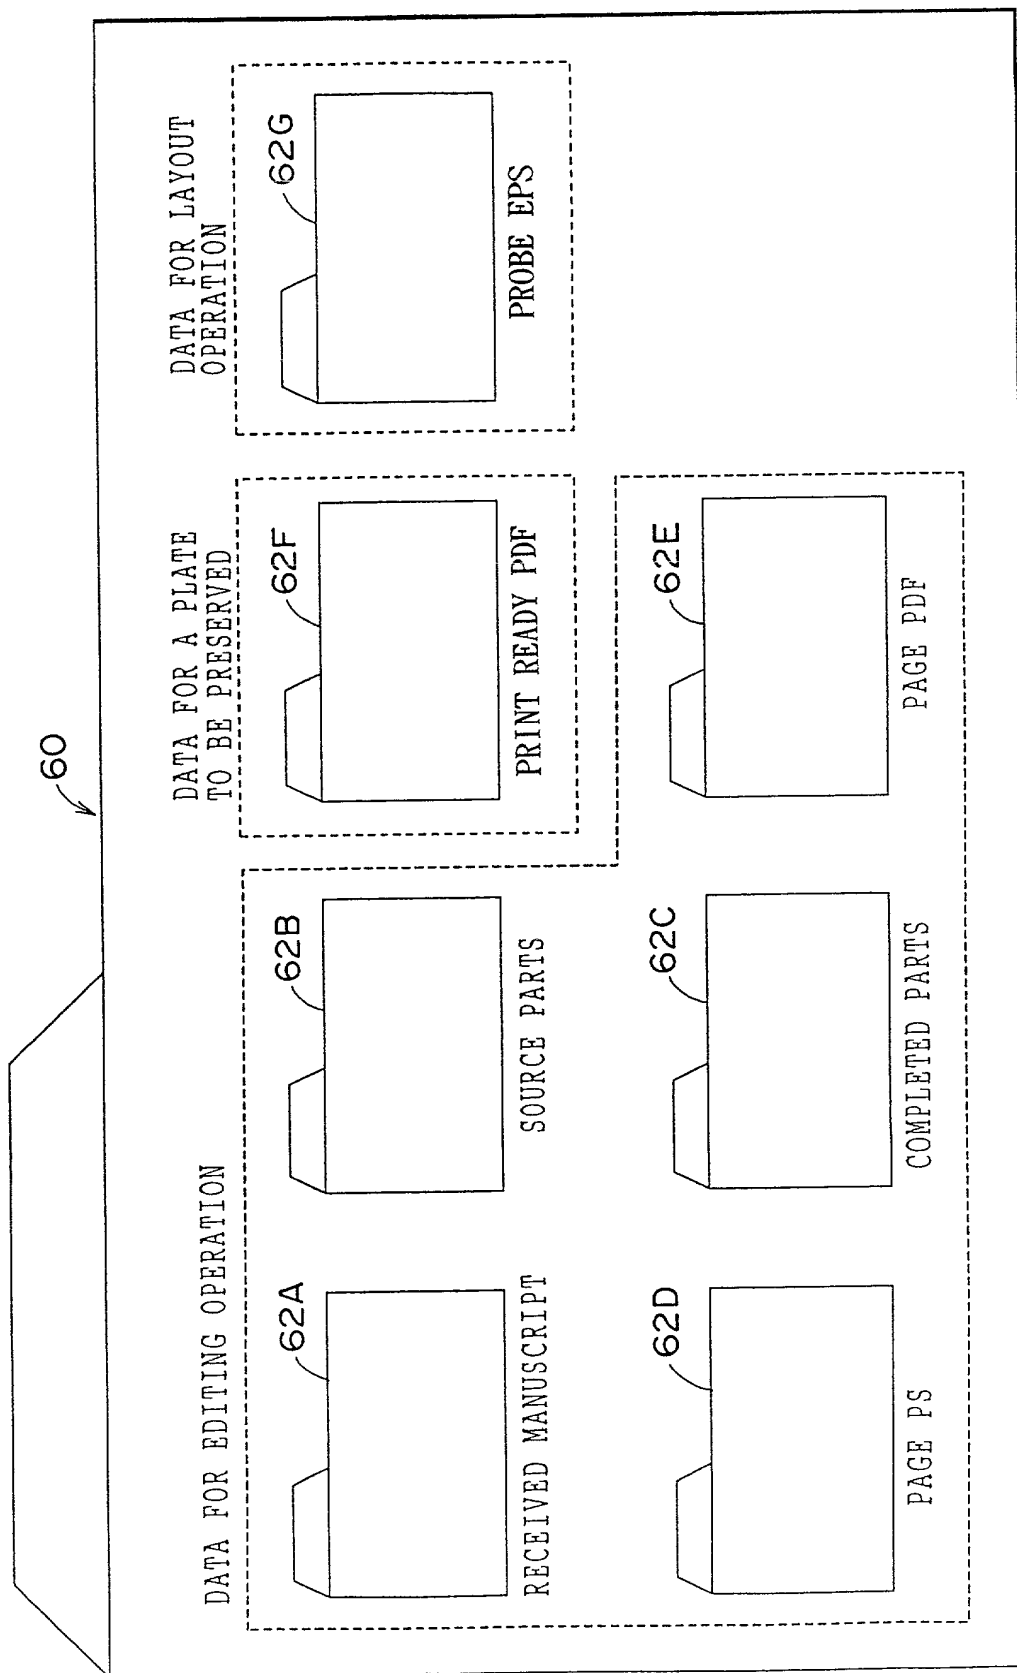 60
DATA FOR EDITING OPERATION
62A
RECEIVED MANUSCRIPT
62B
SOURCE PARTS
62D
PAGE PS
62C
COMPLETED PARTS
62E
PAGE PDF
DATA FOR A PLATE
TO BE PRESERVED
62F
PRINT READY PDF
DATA FOR LAYOUT
OPERATION
62G
PROBE EPS